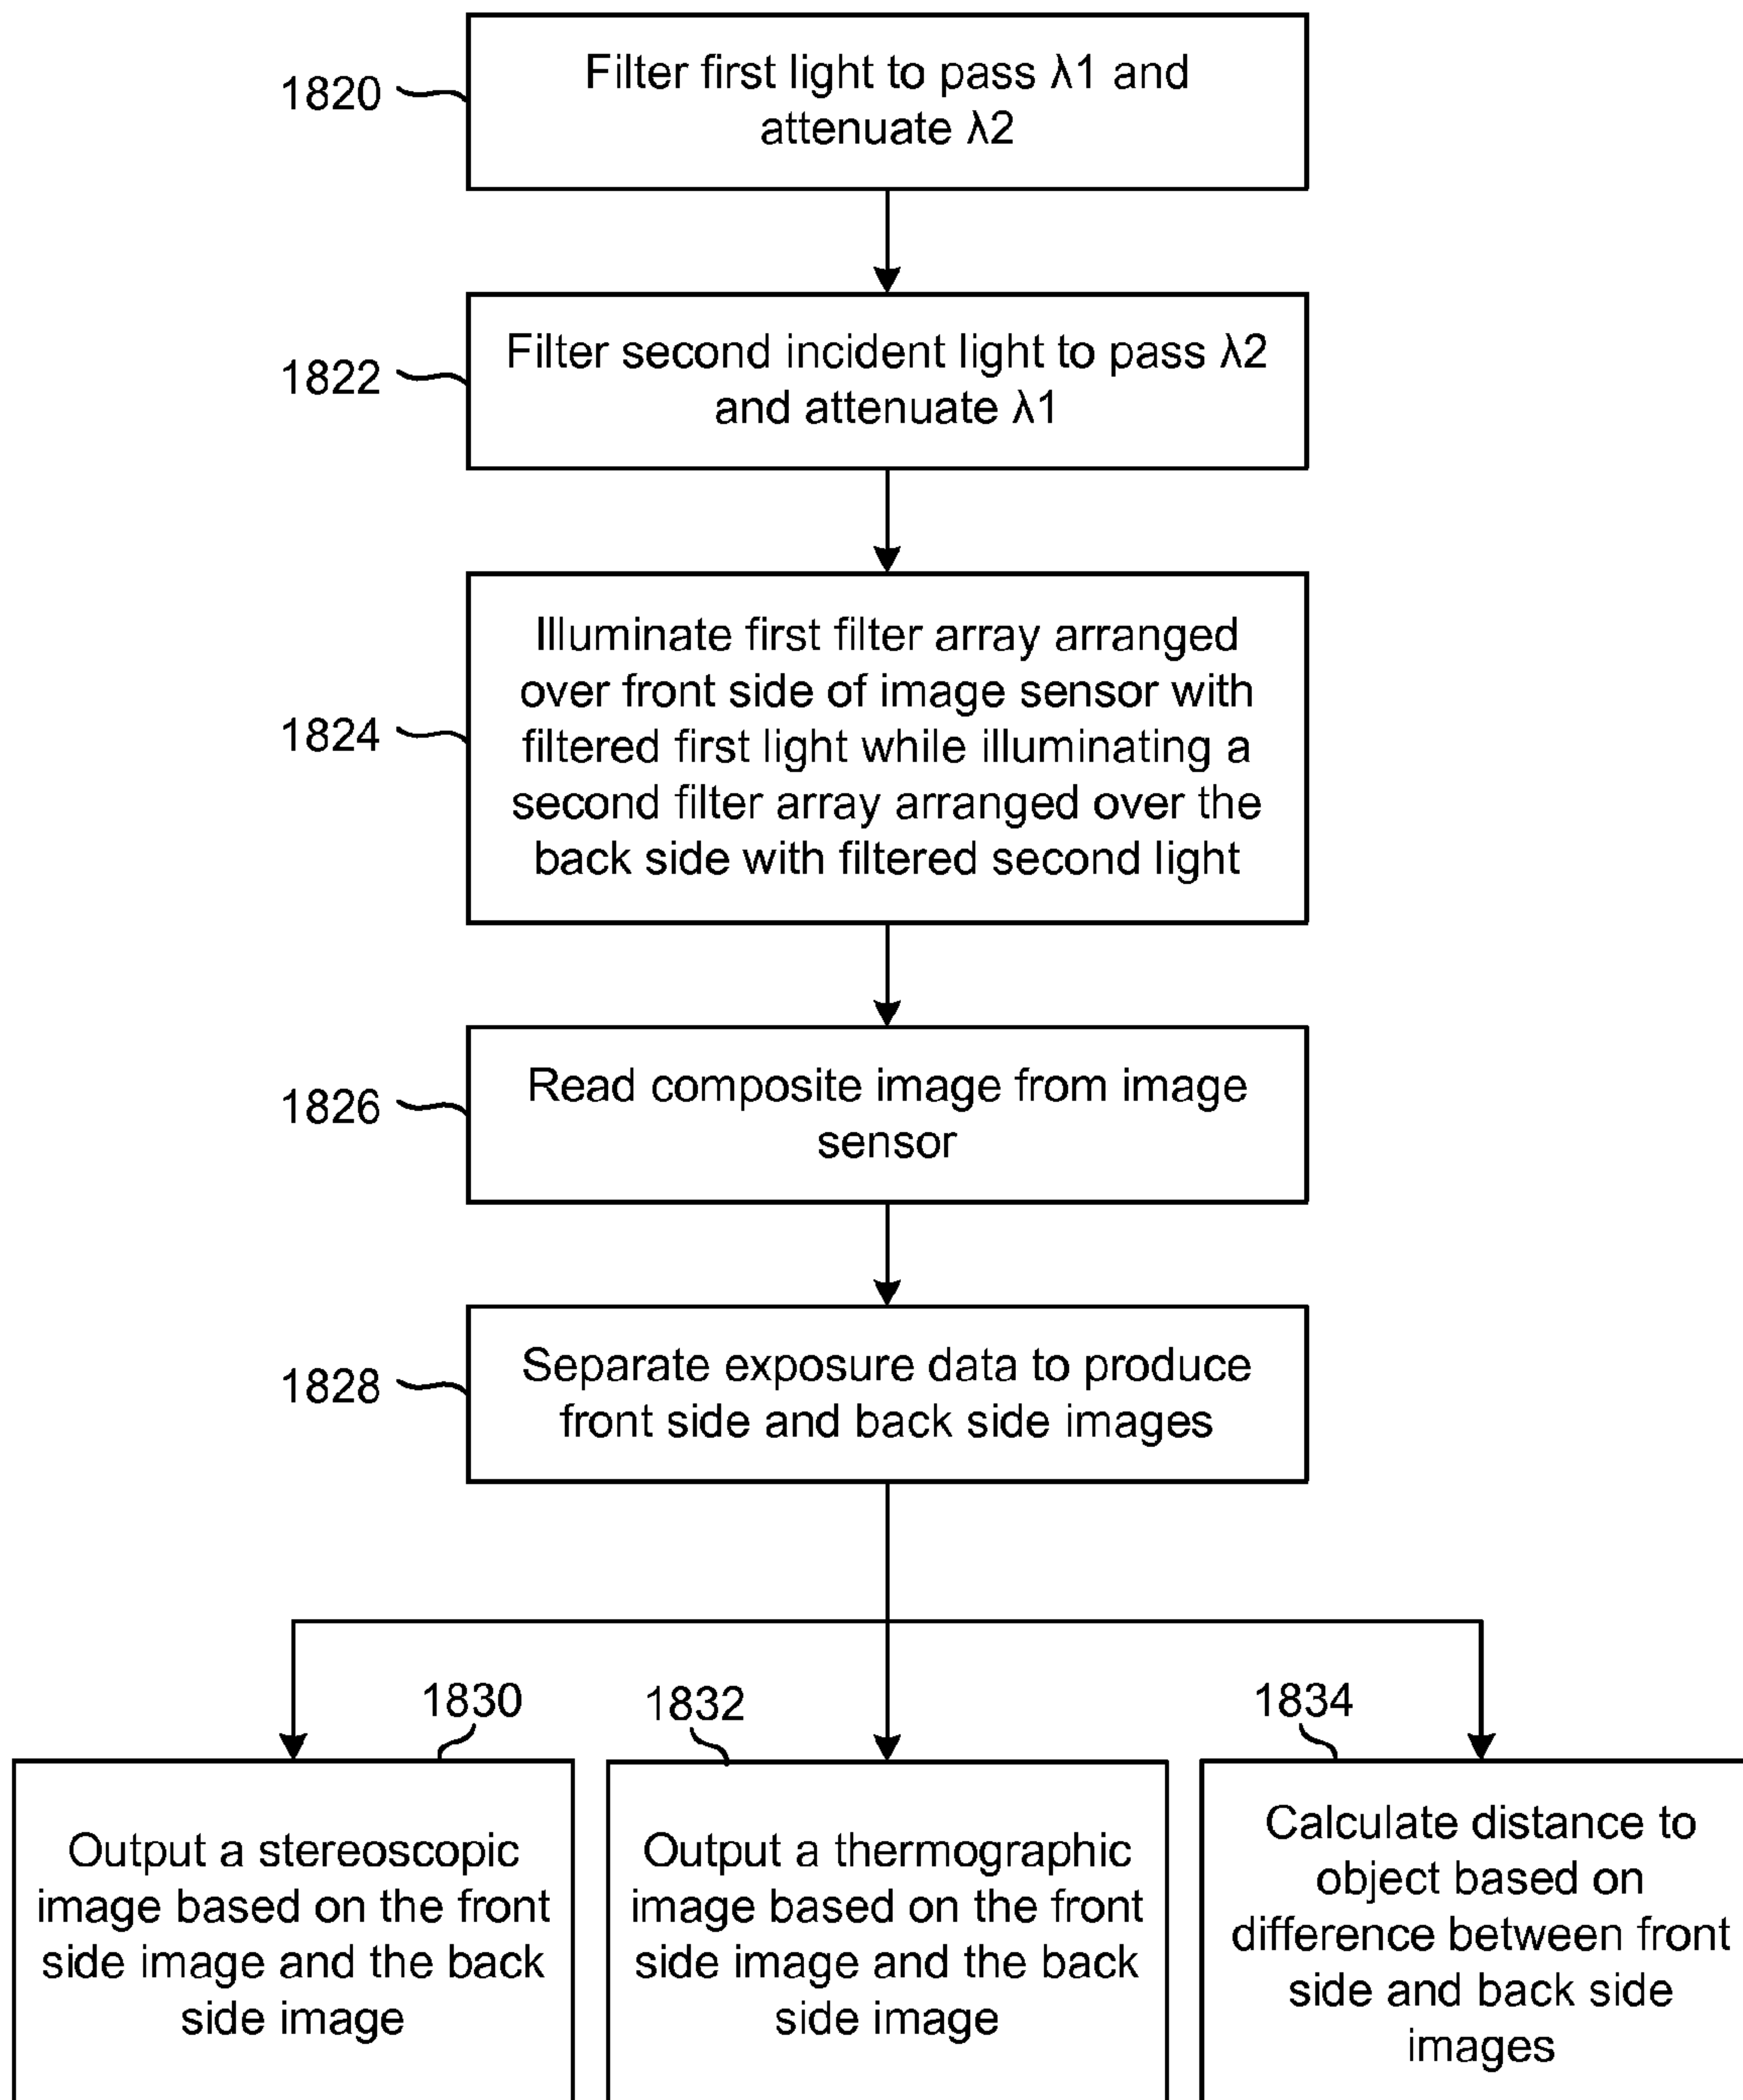 1820
Filter first light to pass λ1 and
attenuate λ2
1822
Filter second incident light to pass λ2
and attenuate λ1
1824
Illuminate first filter array arranged
over front side of image sensor with
filtered first light while illuminating a
second filter array arranged over the
back side with filtered second light
1826
Read composite image from image
sensor
1828
Separate exposure data to produce
front side and back side images
1830
Output a stereoscopic
image based on the front
side image and the back
side image
1832
Output a thermographic
image based on the front
side image and the back
side image
1834
Calculate distance to
object based on
difference between front
side and back side
images